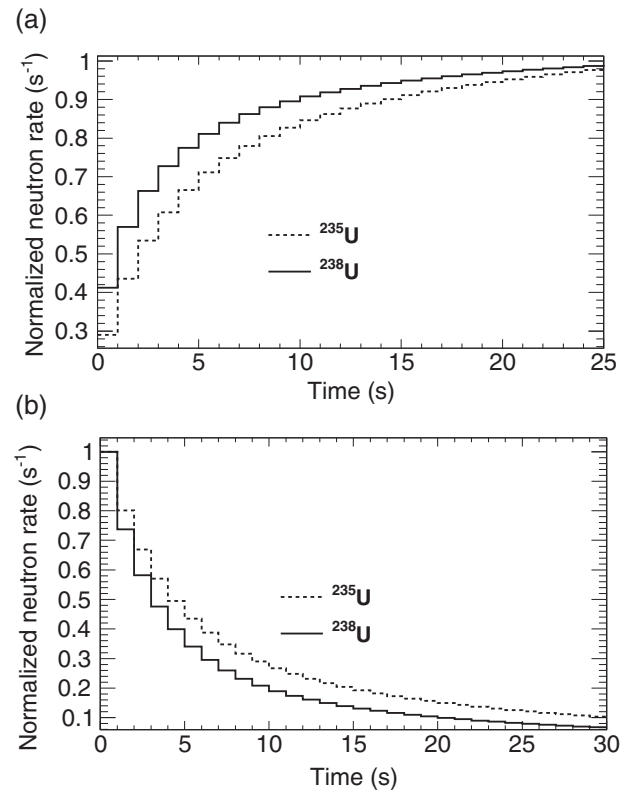 (a)
Normalized neutron rate (s⁻¹)
1
0.9
0.8
0.7
0.6
0.5
0.4
0.3
²³⁵U
²³⁸U
0 5 10 15 20 25
Time (s)
(b)
Normalized neutron rate (s⁻¹)
1
0.9
0.8
0.7
0.6
0.5
0.4
0.3
0.2
0.1
²³⁵U
²³⁸U
0 5 10 15 20 25 30
Time (s)